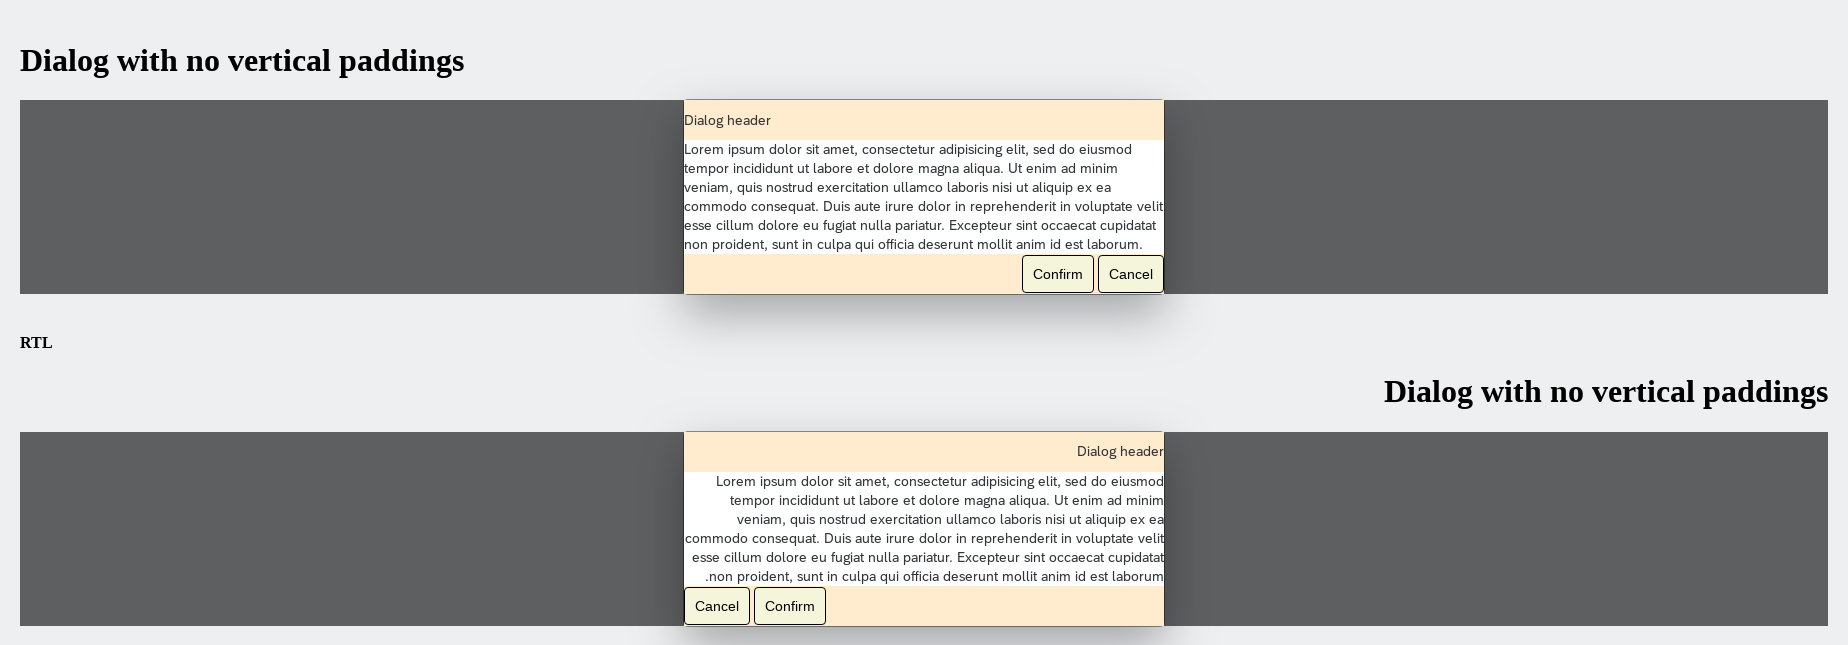 Dialog with no vertical paddings
Dialog header
Lorem ipsum dolor sit amet, consectetur adipisicing elit, sed do eiusmod
tempor incididunt ut labore et dolore magna aliqua. Ut enim ad minim
veniam, quis nostrud exercitation ullamco laboris nisi ut aliquip ex ea
commodo consequat. Duis aute irure dolor in reprehenderit in voluptate velit
esse cillum dolore eu fugiat nulla pariatur. Excepteur sint occaecat cupidatat
non proident, sunt in culpa qui officia deserunt mollit anim id est laborum.
Confirm Cancel
RTL
Dialog with no vertical paddings
Dialog header
Lorem ipsum dolor sit amet, consectetur adipisicing elit, sed do eiusmod
tempor incididunt ut labore et dolore magna aliqua. Ut enim ad minim
veniam, quis nostrud exercitation ullamco laboris nisi ut aliquip ex ea
commodo consequat. Duis aute irure dolor in reprehenderit in voluptate velit
esse cillum dolore eu fugiat nulla pariatur. Excepteur sint occaecat cupidatat
.non proident, sunt in culpa qui officia deserunt mollit anim id est laborum
Cancel Confirm